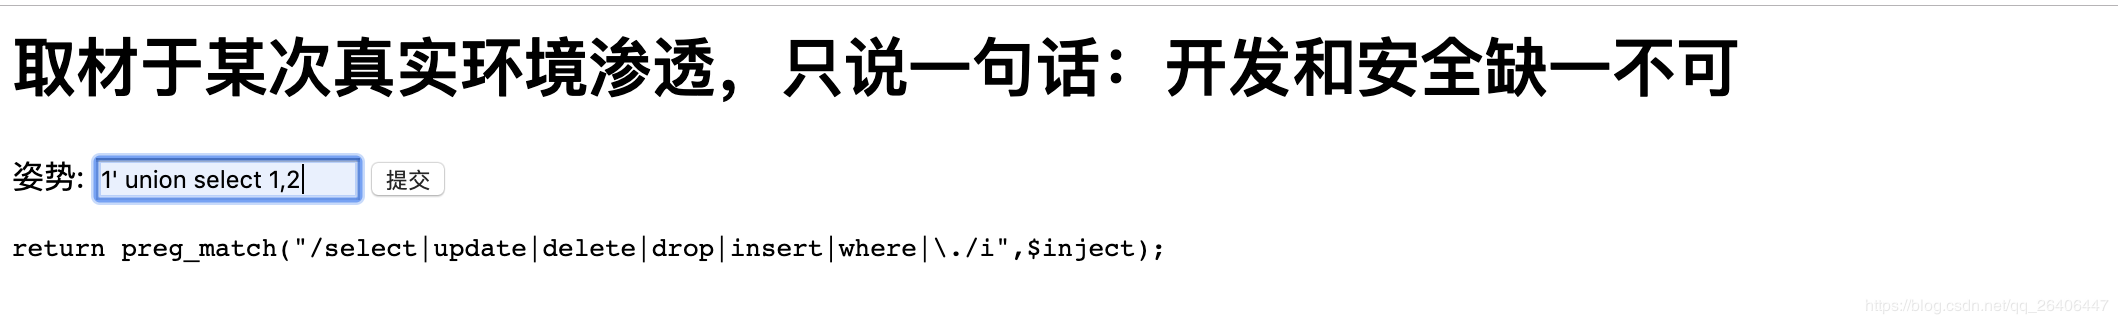 取材于某次真实环境渗透，只说一句话：开发和安全缺一不可
姿势: 1' union select 1,2 提交
return preg_match("/select|update|delete|drop|insert|where|\./i",$inject);
https://blog.csdn.net/qq_26406447